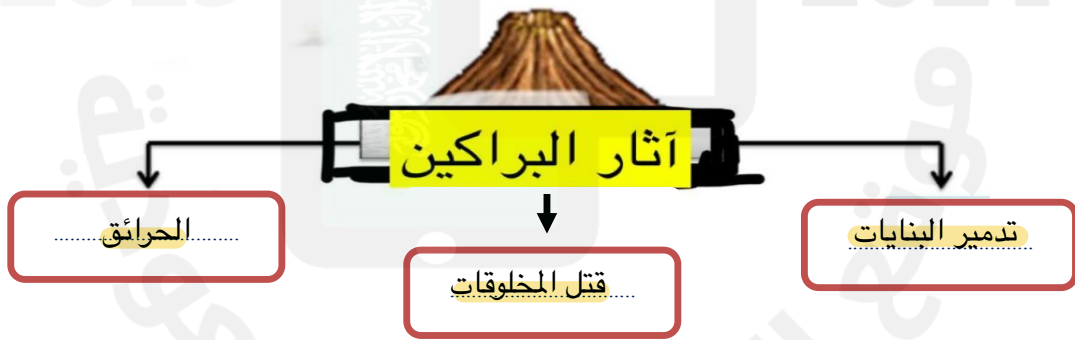 آثار البراكين
تدمير البنايات
قتل المخلوقات
الحرائق